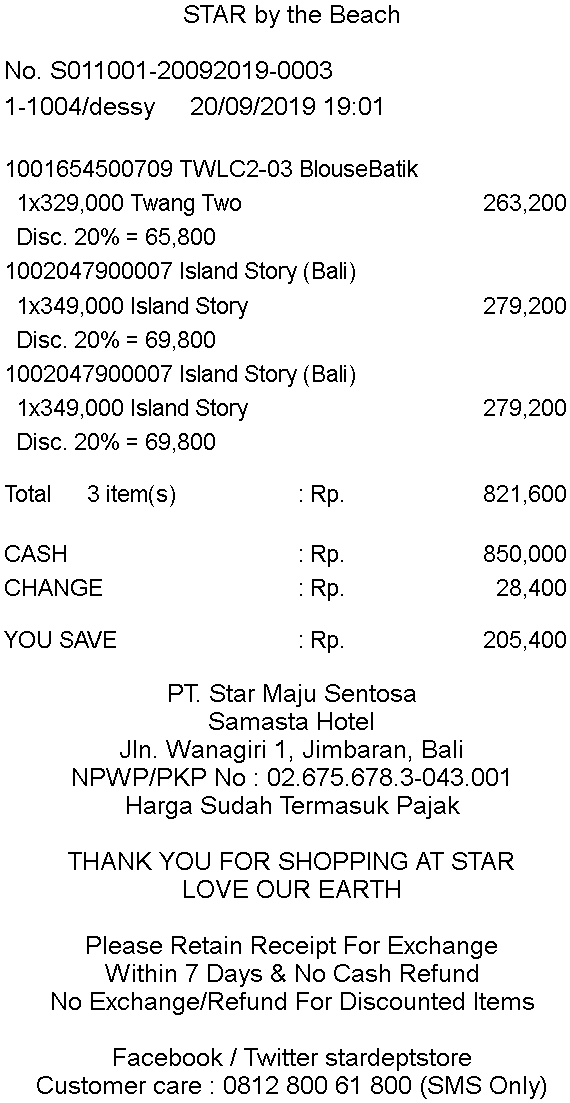 STAR by the Beach
No. S011001-20092019-0003
1-1004/dessy 20/09/2019 19:01
1001654500709 TWLC2-03 BlouseBatik
1x329,000 Twang Two 263,200
Disc. 20% = 65,800
1002047900007 Island Story (Bali)
1x349,000 Island Story 279,200
Disc. 20% = 69,800
1002047900007 Island Story (Bali)
1x349,000 Island Story 279,200
Disc. 20% = 69,800
Total 3 item(s) : Rp. 821,600
CASH : Rp. 850,000
CHANGE : Rp. 28,400
YOU SAVE : Rp. 205,400
PT. Star Maju Sentosa
Samasta Hotel
Jln. Wanagiri 1, Jimbaran, Bali
NPWP/PKP No : 02.675.678.3-043.001
Harga Sudah Termasuk Pajak
THANK YOU FOR SHOPPING AT STAR
LOVE OUR EARTH
Please Retain Receipt For Exchange
Within 7 Days & No Cash Refund
No Exchange/Refund For Discounted Items
Facebook / Twitter stardeptstore
Customer care : 0812 800 61 800 (SMS Only)